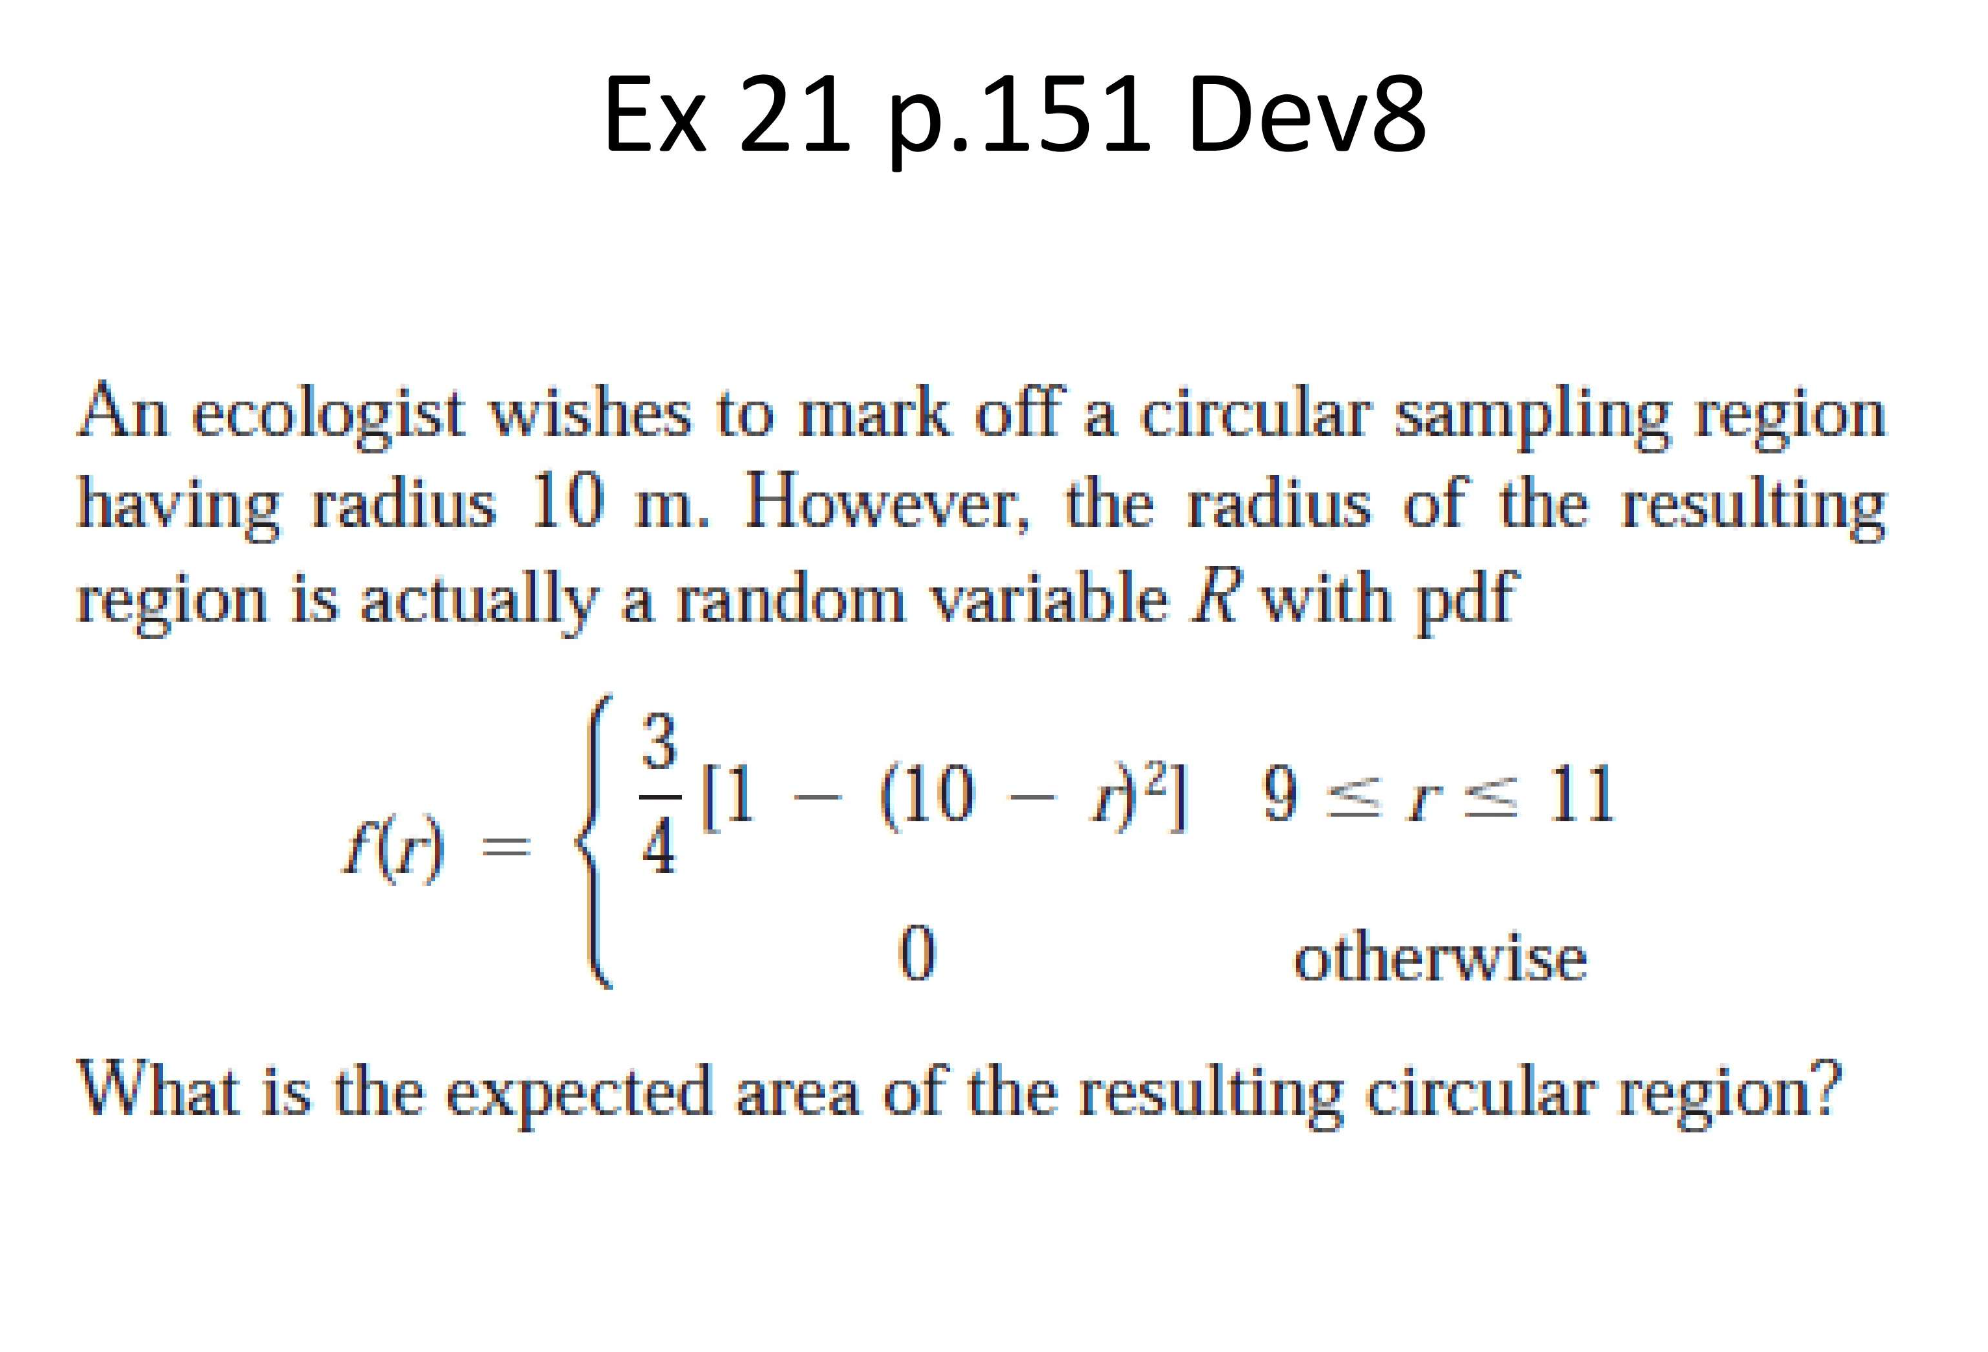 Ex 21 p.151 Dev8
An ecologist wishes to mark off a circular sampling region
having radius 10 m. However, the radius of the resulting
region is actually a random variable R with pdf
f(r) = { 3/4 [1 − (10 − r)²]   9 ≤ r ≤ 11
0   otherwise
What is the expected area of the resulting circular region?